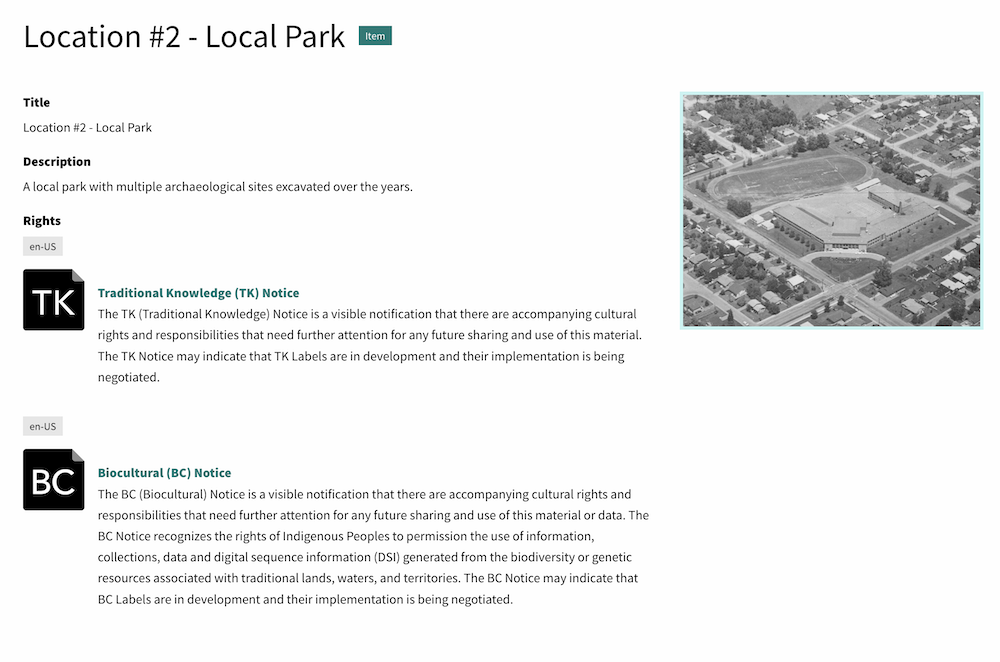 Location #2 - Local Park
Item
Title
Location #2 - Local Park
Description
A local park with multiple archaeological sites excavated over the years.
Rights
en-US
TK
Traditional Knowledge (TK) Notice
The TK (Traditional Knowledge) Notice is a visible notification that there are accompanying cultural
rights and responsibilities that need further attention for any future sharing and use of this material.
The TK Notice may indicate that TK Labels are in development and their implementation is being
negotiated.
en-US
BC
Biocultural (BC) Notice
The BC (Biocultural) Notice is a visible notification that there are accompanying cultural rights and
responsibilities that need further attention for any future sharing and use of this material or data. The
BC Notice recognizes the rights of Indigenous Peoples to permission the use of information,
collections, data and digital sequence information (DSI) generated from the biodiversity or genetic
resources associated with traditional lands, waters, and territories. The BC Notice may indicate that
BC Labels are in development and their implementation is being negotiated.